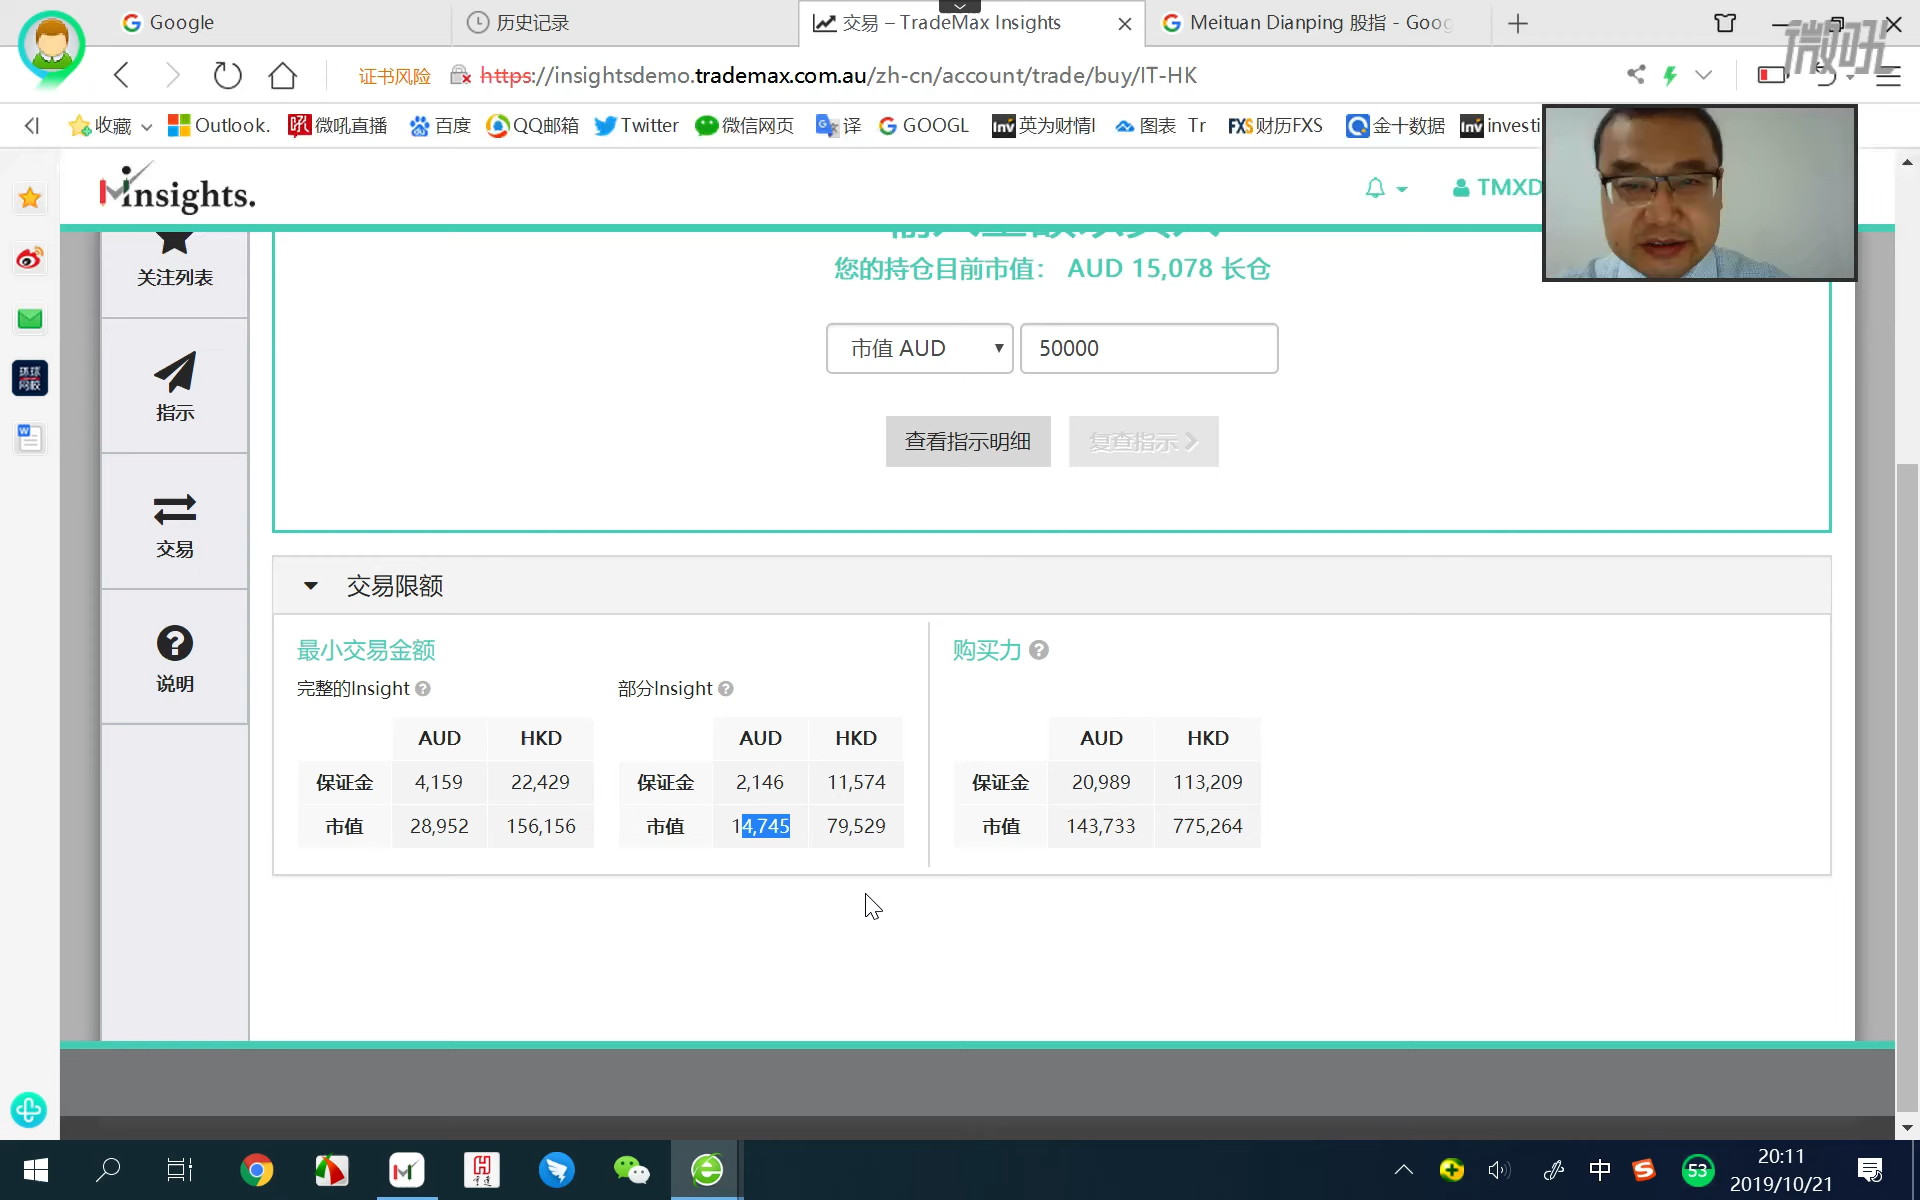 Google
历史记录
交易 – TradeMax Insights
Meituan Dianping 股指 - Goog
微吼
证书风险
https://insightsdemo.trademax.com.au/zh-cn/account/trade/buy/IT-HK
收藏
Outlook.
微吼直播
百度
QQ邮箱
Twitter
微信网页
译
GOOGL
英为财情I
图表 Tr
财历FXS
金十数据
investi
insights.
TMXD
关注列表
指示
交易
说明
您的持仓目前市值： AUD 15,078 长仓
市值 AUD
50000
查看指示明细
复查指示
交易限额
最小交易金额
购买力
完整的Insight
部分Insight
AUD HKD
AUD HKD
AUD HKD
保证金 4,159 22,429
保证金 2,146 11,574
保证金 20,989 113,209
市值 28,952 156,156
市值 14,745 79,529
市值 143,733 775,264
中
53
20:11
2019/10/21